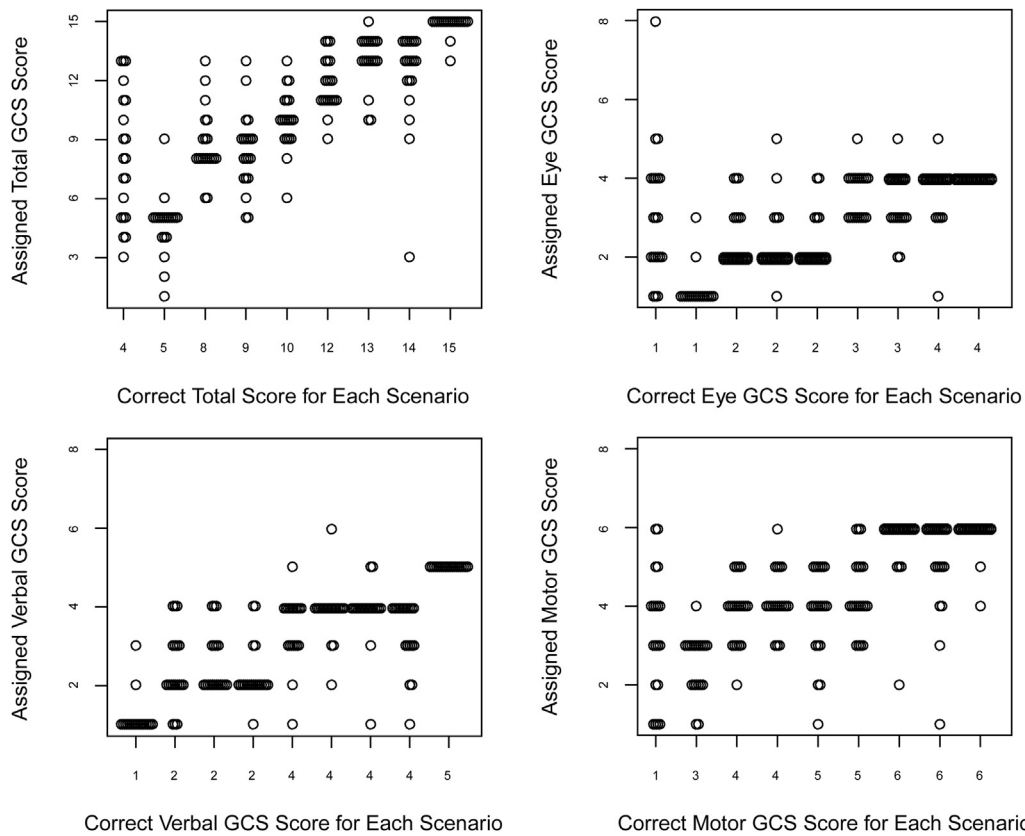 Assigned Total GCS Score
15
12
9
6
3
4 5 8 9 10 12 13 14 15
Correct Total Score for Each Scenario
Assigned Eye GCS Score
8
6
4
2
1 1 2 2 2 3 3 4 4
Correct Eye GCS Score for Each Scenario
Assigned Verbal GCS Score
8
6
4
2
1 2 2 2 4 4 4 4 5
Correct Verbal GCS Score for Each Scenario
Assigned Motor GCS Score
8
6
4
2
1 3 4 4 5 5 6 6 6
Correct Motor GCS Score for Each Scenario